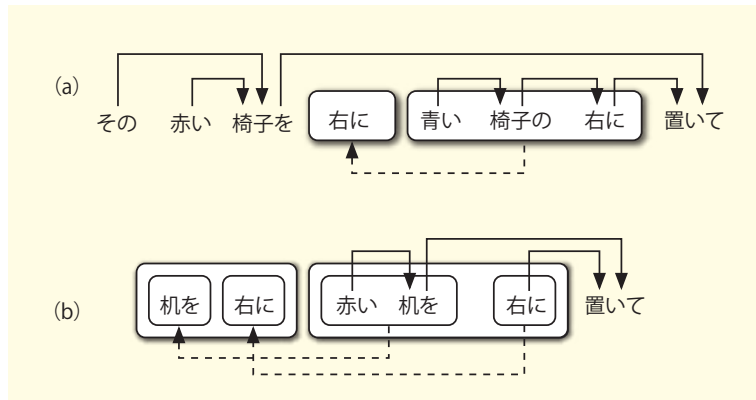 (a) その 赤い 椅子を 右に 青い 椅子の 右に 置いて
(b) 机を 右に 赤い 机を 右に 置いて